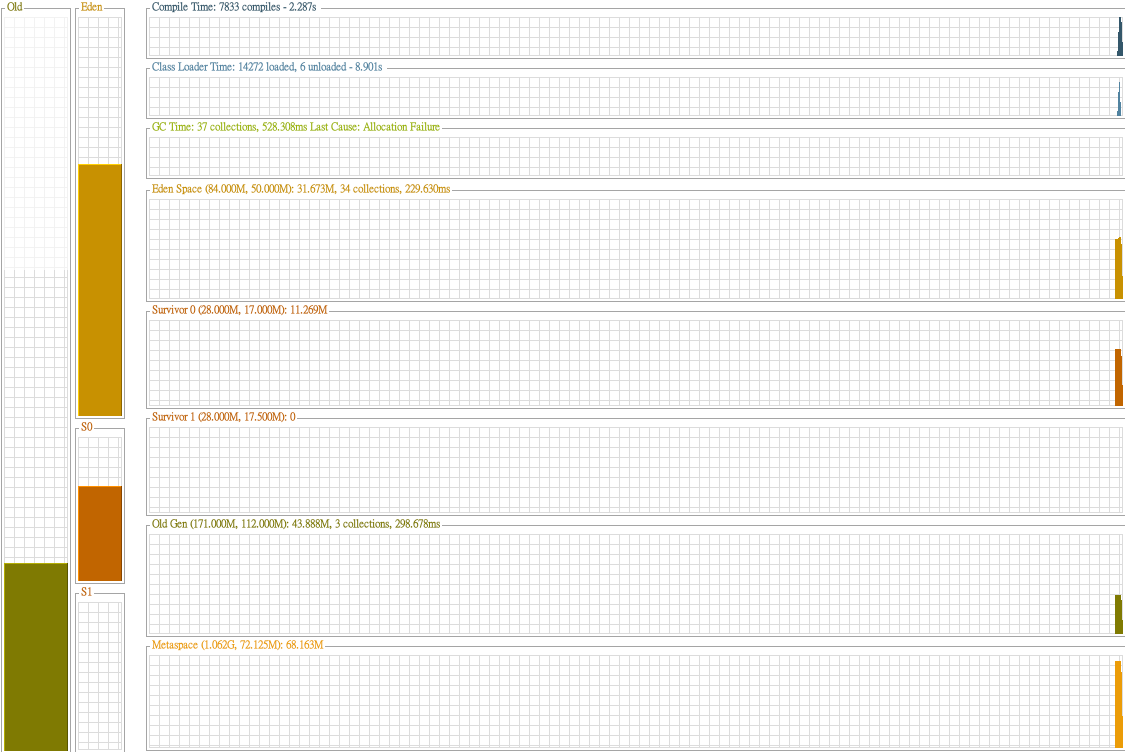 Old
Eden
S0
S1
Compile Time: 7833 compiles - 2.287s
Class Loader Time: 14272 loaded, 6 unloaded - 8.901s
GC Time: 37 collections, 528.308ms Last Cause: Allocation Failure
Eden Space (84.000M, 50.000M): 31.673M, 34 collections, 229.630ms
Survivor 0 (28.000M, 17.000M): 11.269M
Survivor 1 (28.000M, 17.500M): 0
Old Gen (171.000M, 112.000M): 43.888M, 3 collections, 298.678ms
Metaspace (1.062G, 72.125M): 68.163M